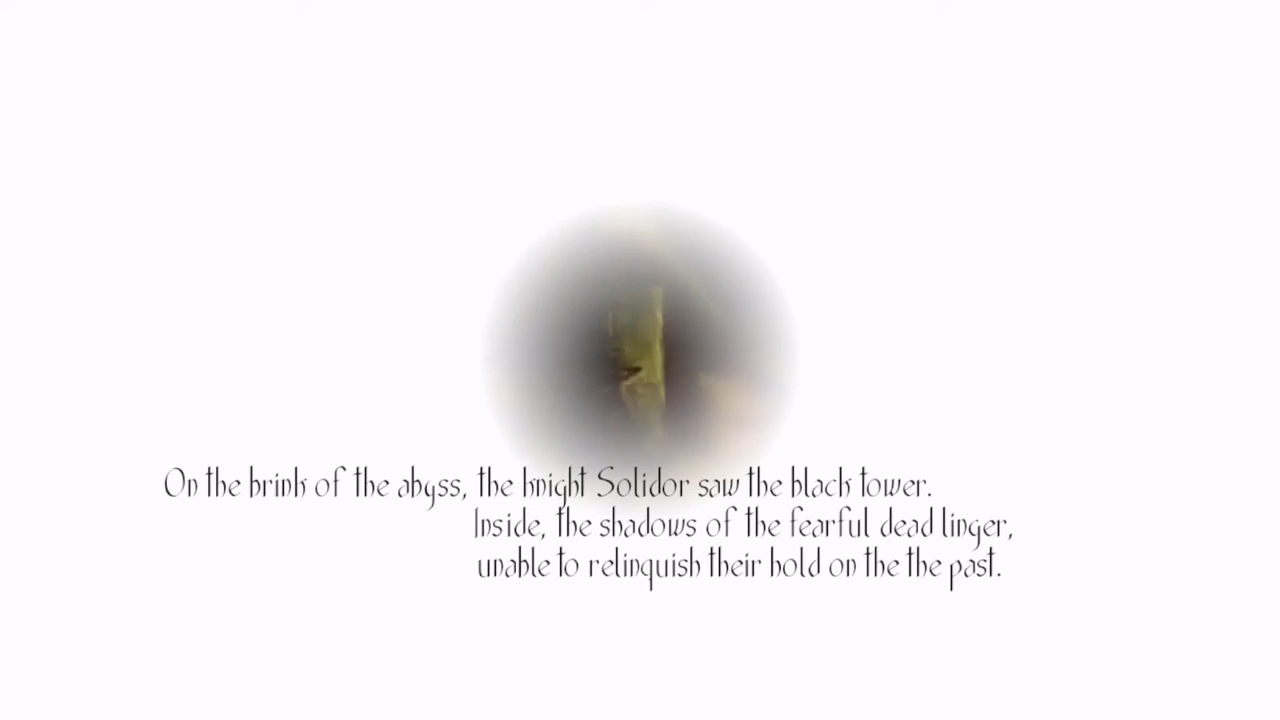 On the brink of the abyss, the knight Solidor saw the black tower.
Inside, the shadows of the fearful dead linger,
unable to relinquish their hold on the the past.